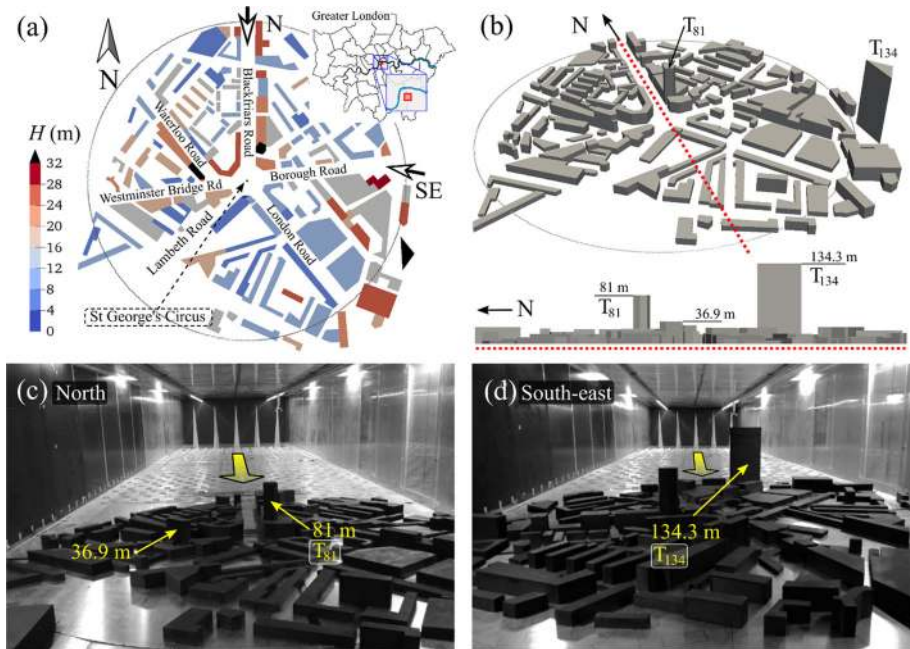 (a)
N
N
Greater London
H (m)
32
28
24
20
16
12
8
4
0
Waterloo Road
Blackfriars Road
Borough Road
SE
Westminster Bridge Rd
Lambeth Road
London Road
St George's Circus
(b)
N
T81
T134
134.3 m
T134
81 m
T81
36.9 m
N
(c) North
36.9 m
81 m
T81
(d) South-east
134.3 m
T134